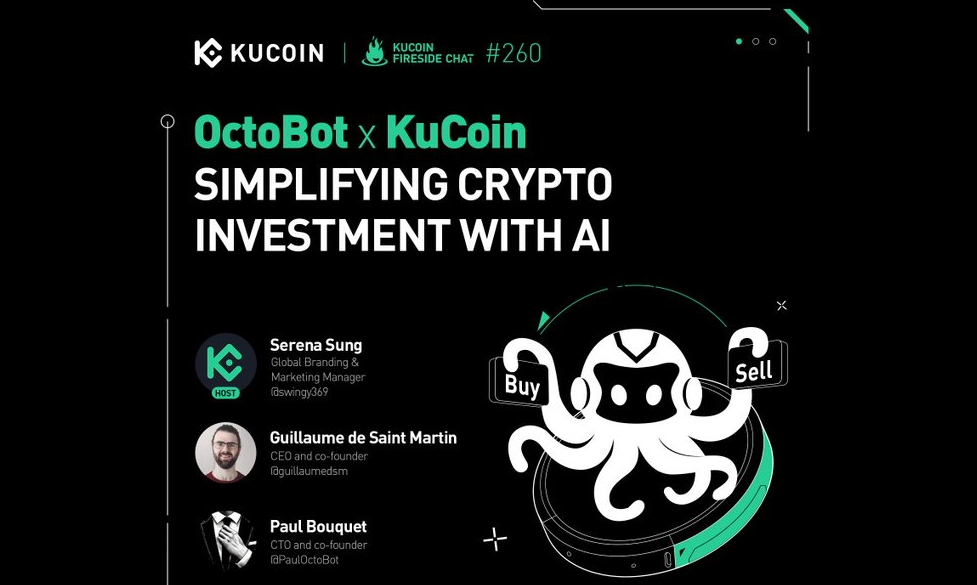 KUCOIN
KUCOIN
FIRESIDE CHAT
#260
OctoBot x KuCoin
SIMPLIFYING CRYPTO
INVESTMENT WITH AI
Serena Sung
Global Branding &
Marketing Manager
@swingy369
HOST
Guillaume de Saint Martin
CEO and co-founder
@guillaumedsm
Paul Bouquet
CTO and co-founder
@PaulOctoBot
Buy
Sell